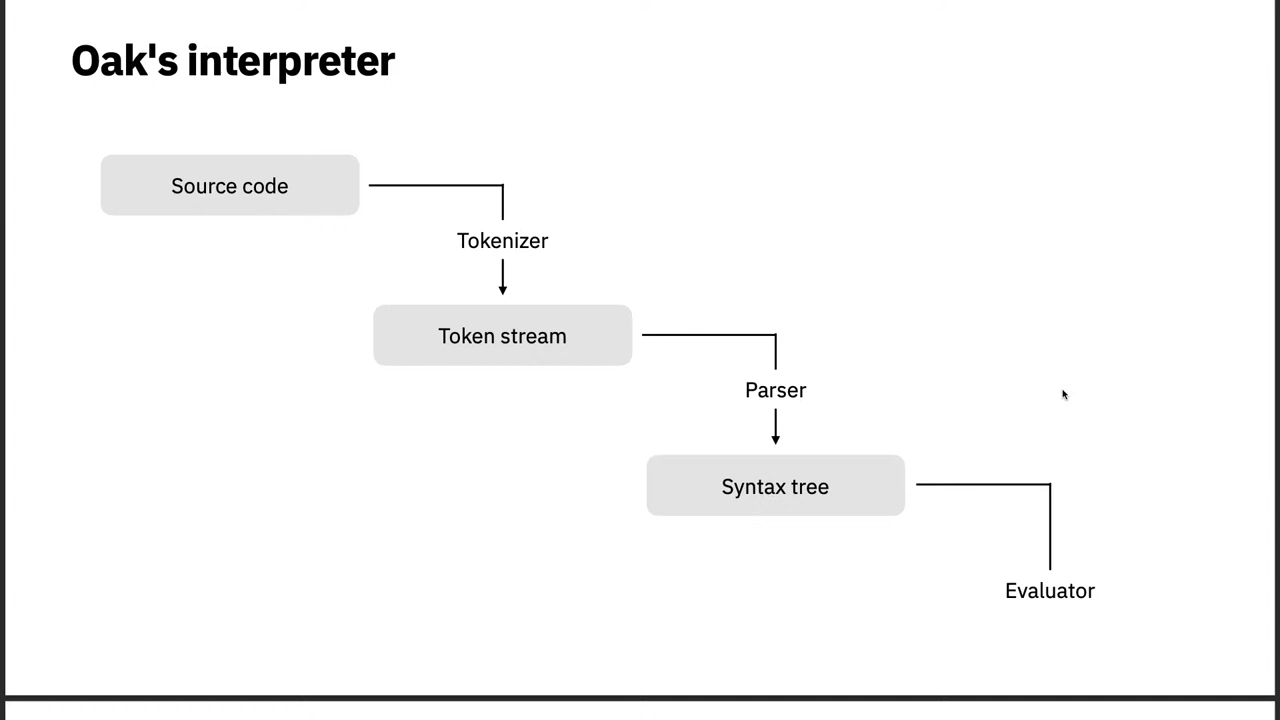 Oak's interpreter
Source code
Tokenizer
Token stream
Parser
Syntax tree
Evaluator